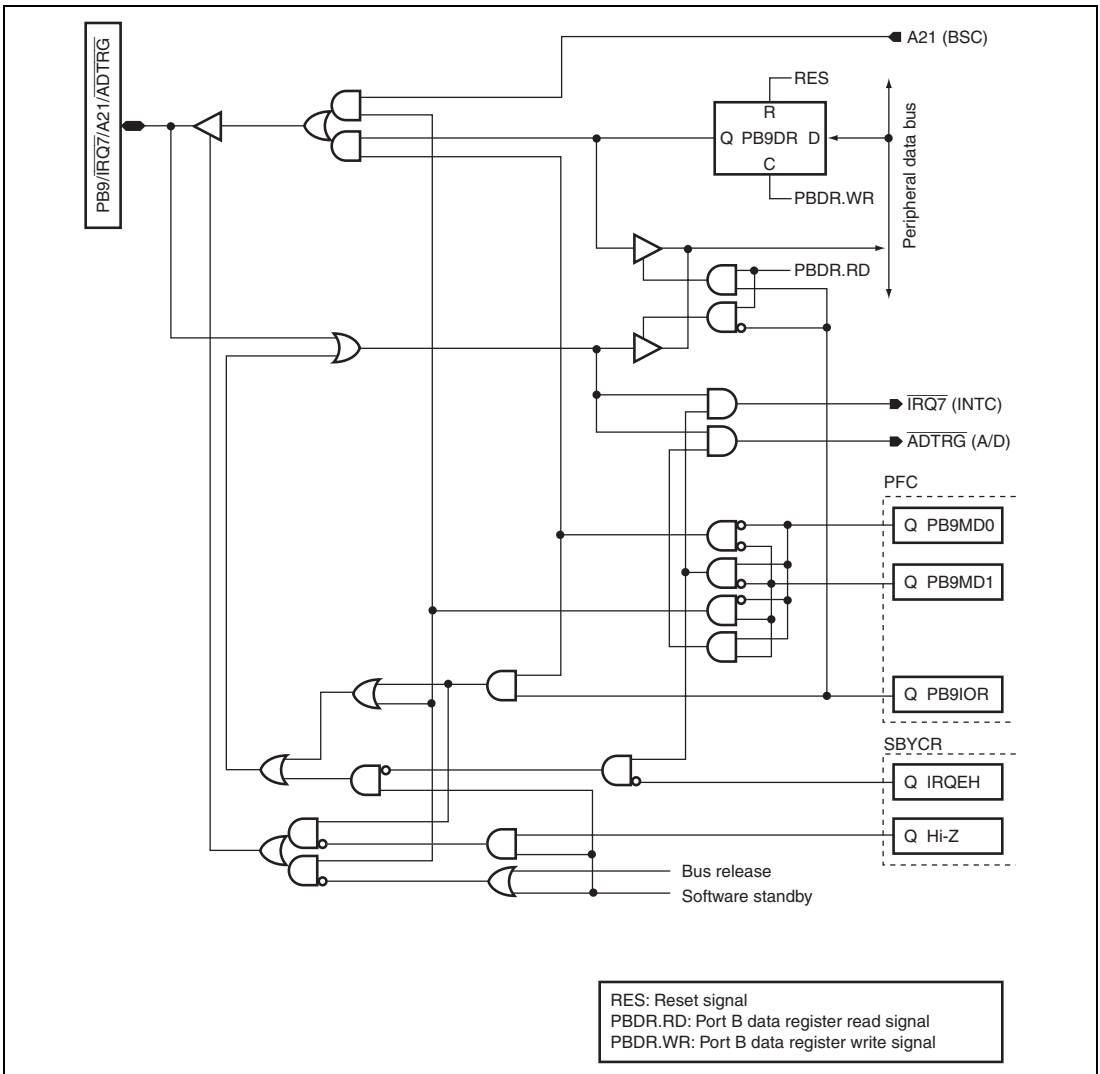 PB9/IRQ7/A21/ADTRG
A21 (BSC)
RES
R
Q PB9DR D
C
PBDR.WR
Peripheral data bus
PBDR.RD
IRQ7 (INTC)
ADTRG (A/D)
PFC
Q PB9MD0
Q PB9MD1
Q PB9IOR
SBYCR
Q IRQEH
Q Hi-Z
Bus release
Software standby
RES: Reset signal
PBDR.RD: Port B data register read signal
PBDR.WR: Port B data register write signal